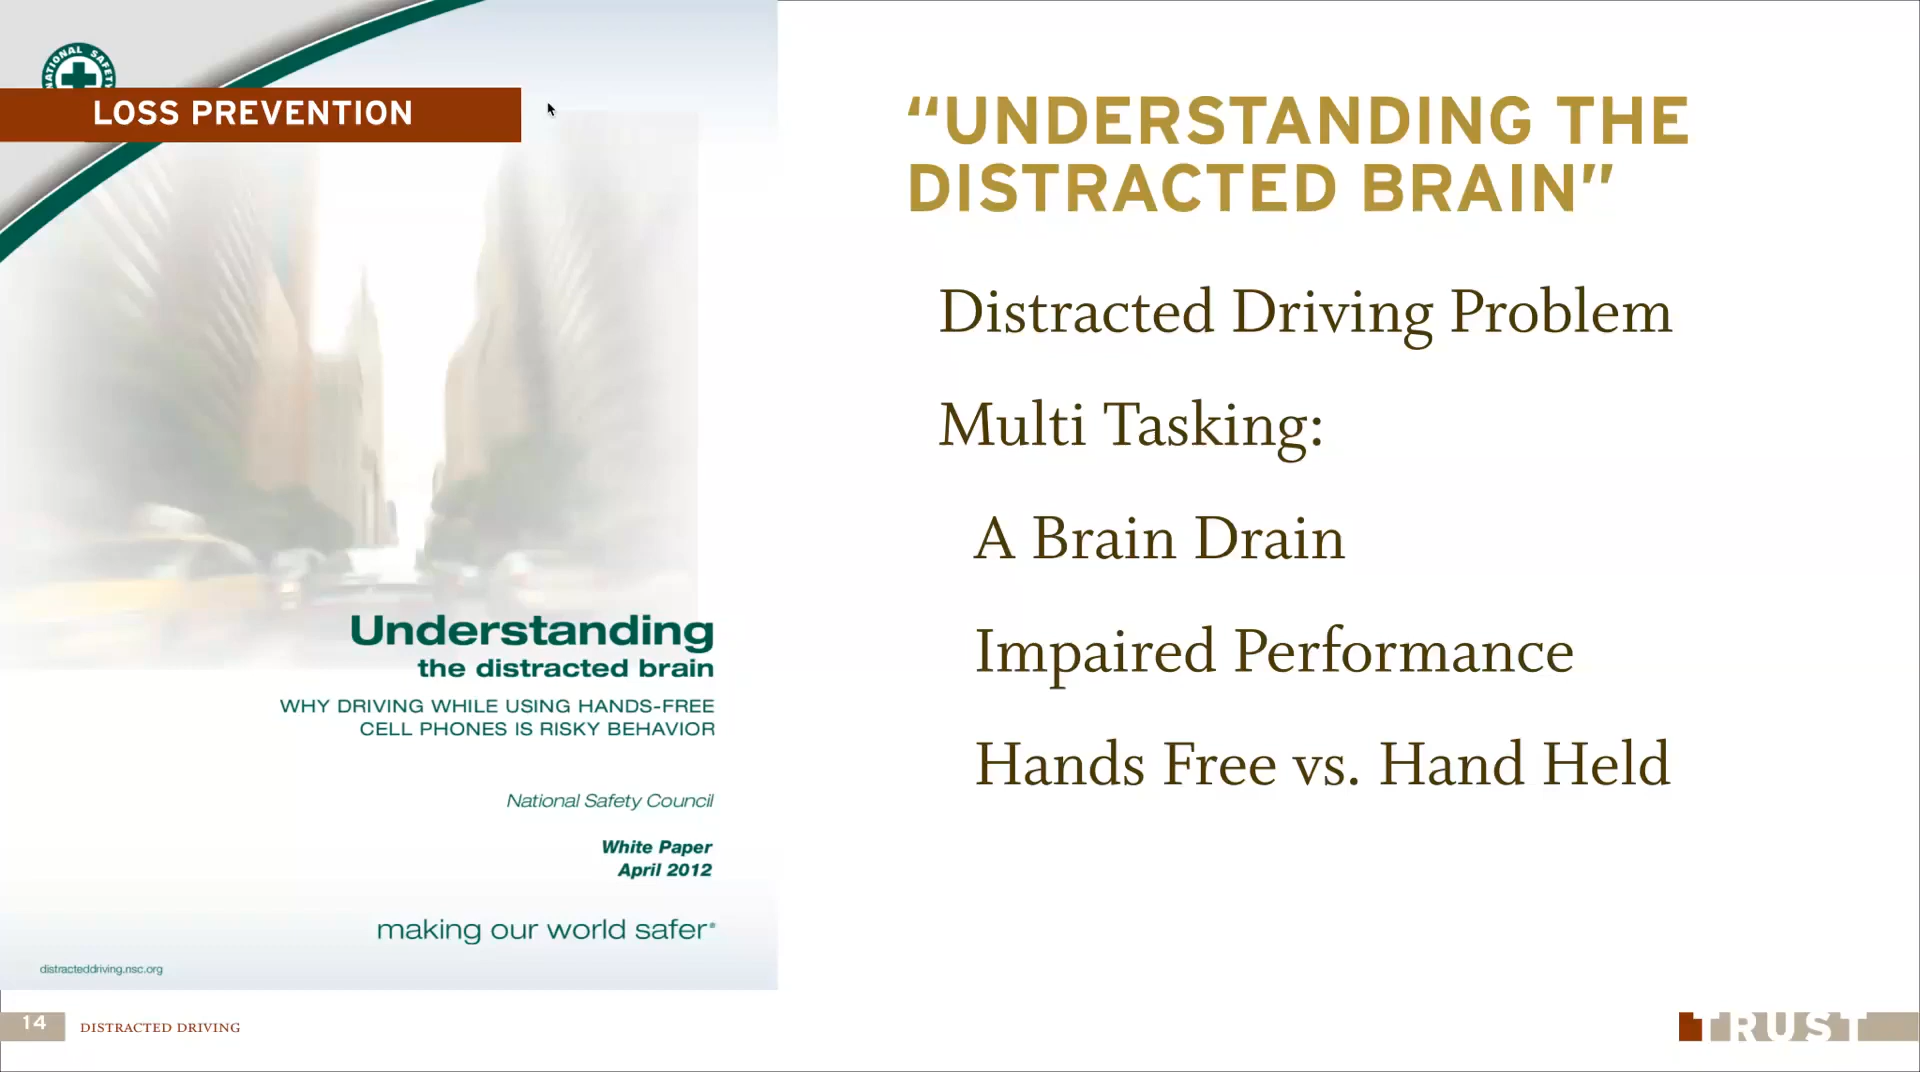 NATIONAL SAFETY
LOSS PREVENTION
Understanding
the distracted brain
WHY DRIVING WHILE USING HANDS-FREE
CELL PHONES IS RISKY BEHAVIOR
National Safety Council
White Paper
April 2012
making our world safer®
distracteddriving.nsc.org
“UNDERSTANDING THE
DISTRACTED BRAIN”
Distracted Driving Problem
Multi Tasking:
A Brain Drain
Impaired Performance
Hands Free vs. Hand Held
14
DISTRACTED DRIVING
TRUST